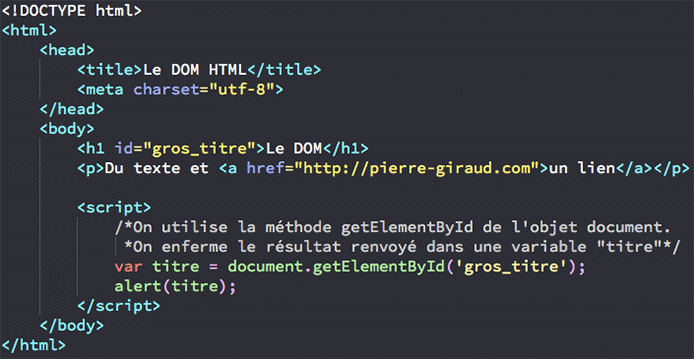 <!DOCTYPE html>
<html>
    <head>
        <title>Le DOM HTML</title>
        <meta charset="utf-8">
    </head>
    <body>
        <h1 id="gros_titre">Le DOM</h1>
        <p>Du texte et <a href="http://pierre-giraud.com">un lien</a></p>

        <script>
            /*On utilise la méthode getElementById de l'objet document.
             *On enferme le résultat renvoyé dans une variable "titre"*/
            var titre = document.getElementById('gros_titre');
            alert(titre);
        </script>
    </body>
</html>